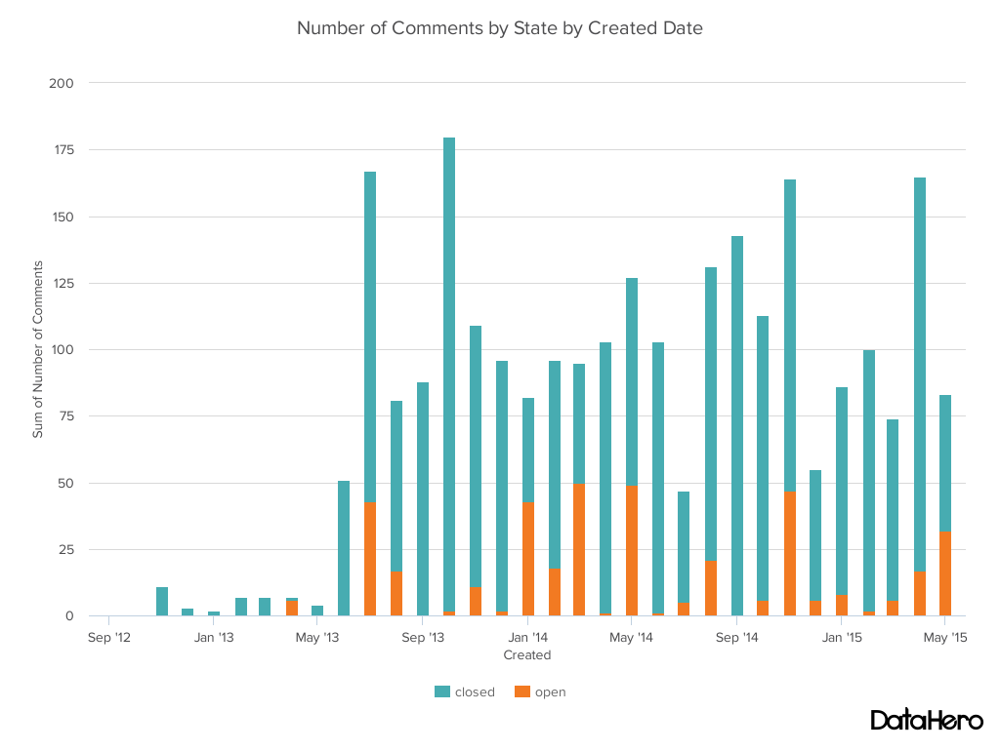 Number of Comments by State by Created Date
200
175
150
125
100
75
50
25
0
Sum of Number of Comments
Sep '12 Jan '13 May '13 Sep '13 Jan '14 May '14 Sep '14 Jan '15 May '15
Created
closed open
DataHero